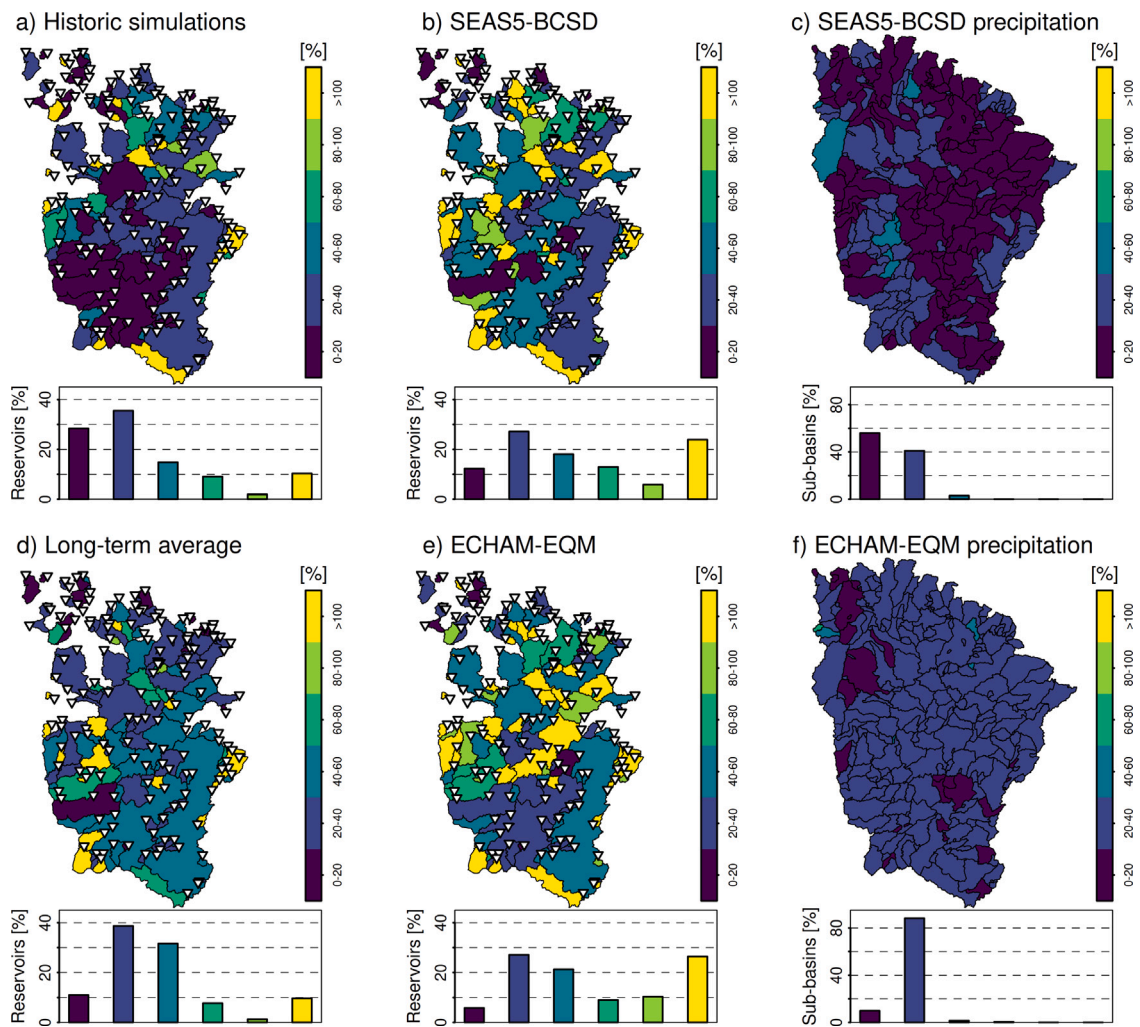 a) Historic simulations
b) SEAS5-BCSD
c) SEAS5-BCSD precipitation
[%]
>100
80-100
60-80
40-60
20-40
0-20
[%]
>100
80-100
60-80
40-60
20-40
0-20
[%]
>100
80-100
60-80
40-60
20-40
0-20
Reservoirs [%]
0 20 40
Reservoirs [%]
0 20 40
Sub-basins [%]
0 40 80
d) Long-term average
e) ECHAM-EQM
f) ECHAM-EQM precipitation
[%]
>100
80-100
60-80
40-60
20-40
0-20
[%]
>100
80-100
60-80
40-60
20-40
0-20
[%]
>100
80-100
60-80
40-60
20-40
0-20
Reservoirs [%]
0 20 40
Reservoirs [%]
0 20 40
Sub-basins [%]
0 40 80